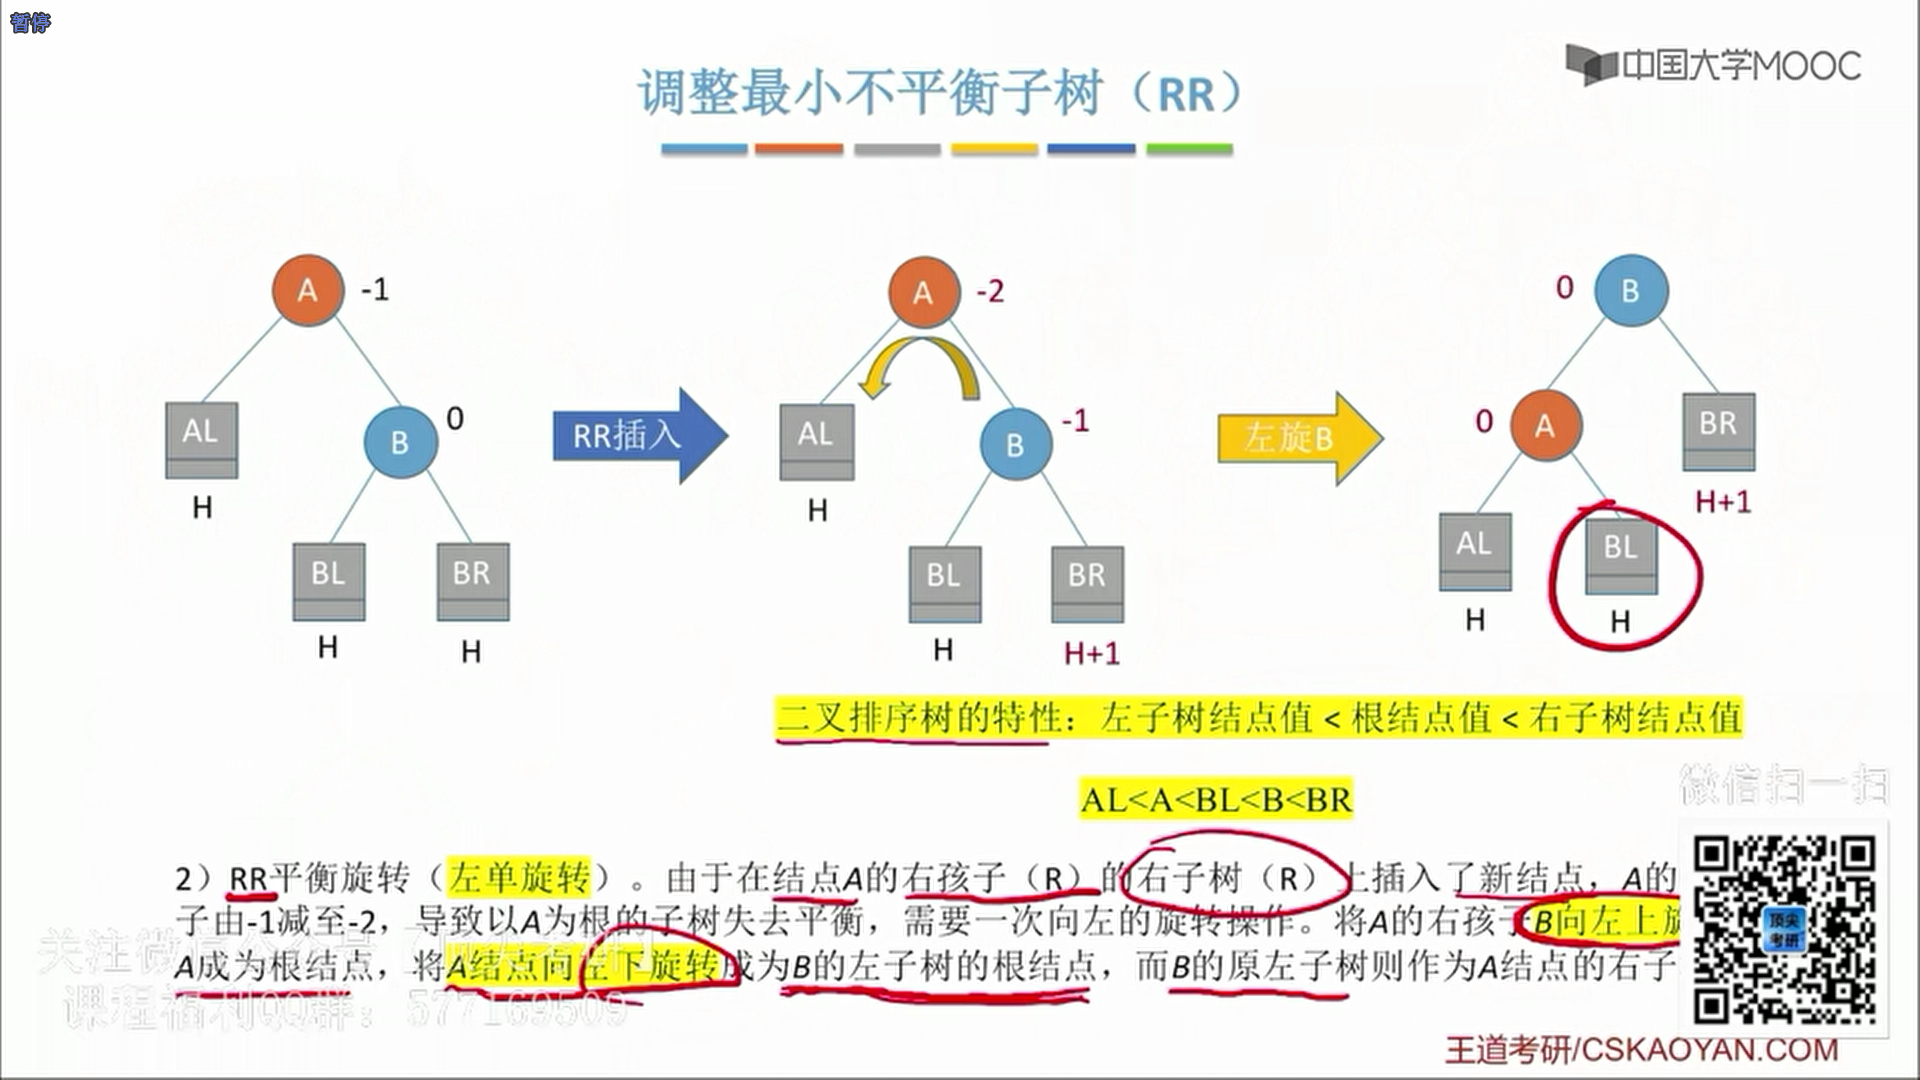 暂停
中国大学MOOC
调整最小不平衡子树（RR）
A -1
AL
H
B 0
BL
H
BR
H
RR插入
A -2
AL
H
B -1
BL
H
BR
H+1
左旋B
0 B
0 A
BR
H+1
AL
H
BL
H
二叉排序树的特性：左子树结点值 < 根结点值 < 右子树结点值
AL<A<BL<B<BR
微信扫一扫
2）RR平衡旋转（左单旋转）。由于在结点A的右孩子（R）的右子树（R）上插入了新结点，A的
子由-1减至-2，导致以A为根的子树失去平衡，需要一次向左的旋转操作。将A的右孩子B向左上旋
A成为根结点，将A结点向左下旋转成为B的左子树的根结点，而B的原左子树则作为A结点的右子
关注微信公众号
课程福利QQ群：577169509
顶尖
考研
王道考研/CSKAOYAN.COM